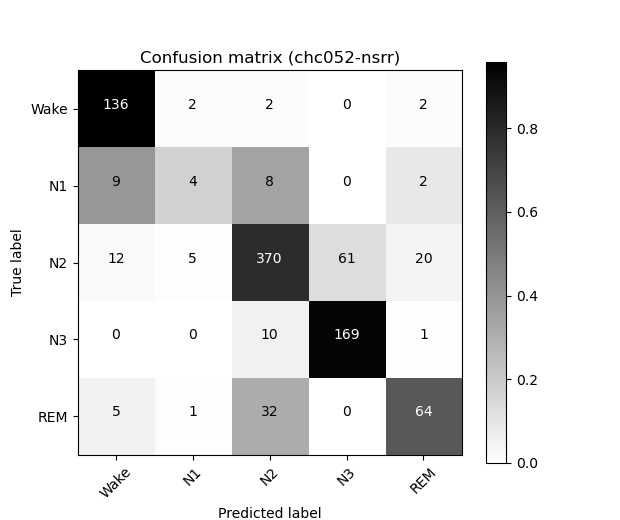 Confusion matrix (chc052-nsrr)
Wake 136 2 2 0 2
N1 9 4 8 0 2
N2 12 5 370 61 20
N3 0 0 10 169 1
REM 5 1 32 0 64
Wake N1 N2 N3 REM
Predicted label
True label
0.8
0.6
0.4
0.2
0.0